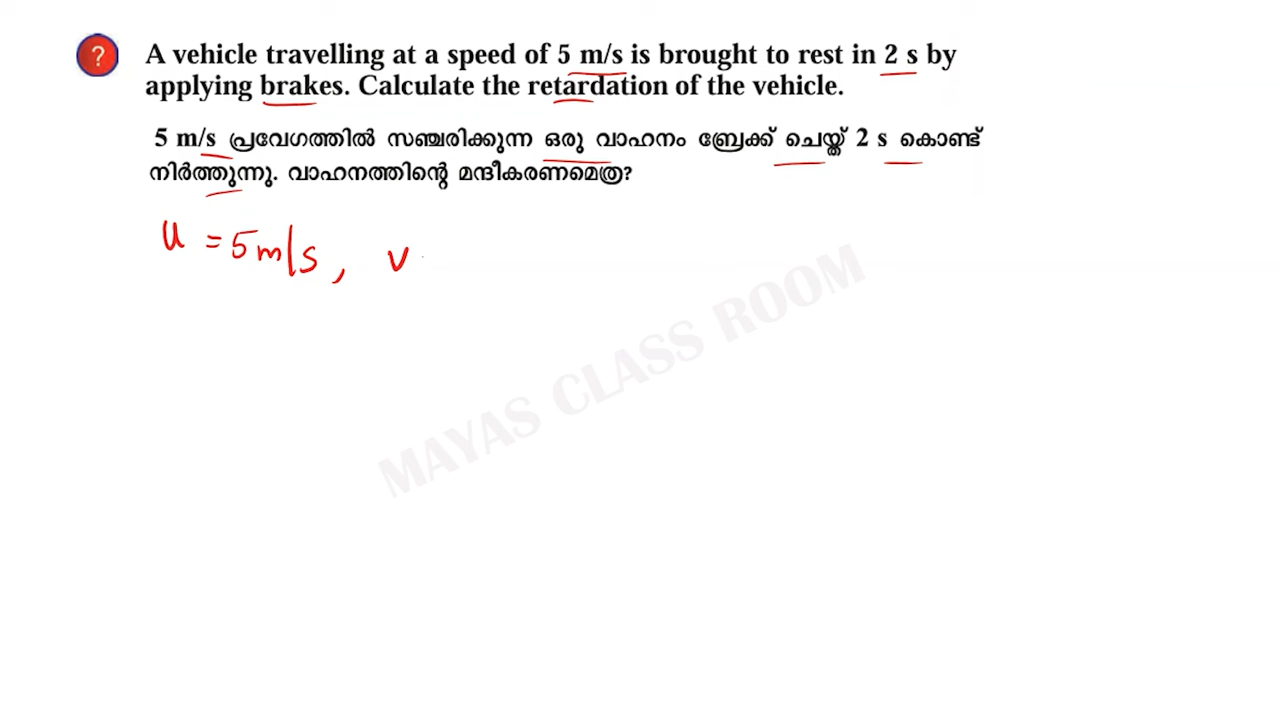 ?
A vehicle travelling at a speed of 5 m/s is brought to rest in 2 s by
applying brakes. Calculate the retardation of the vehicle.
5 m/s പ്രവേഗത്തിൽ സഞ്ചരിക്കുന്ന ഒരു വാഹനം ബ്രേക്ക് ചെയ്ത് 2 s കൊണ്ട്
നിർത്തുന്നു. വാഹനത്തിന്റെ മന്ദീകരണമെത്ര?
u = 5 m/s, v
MAYAS CLASS ROOM